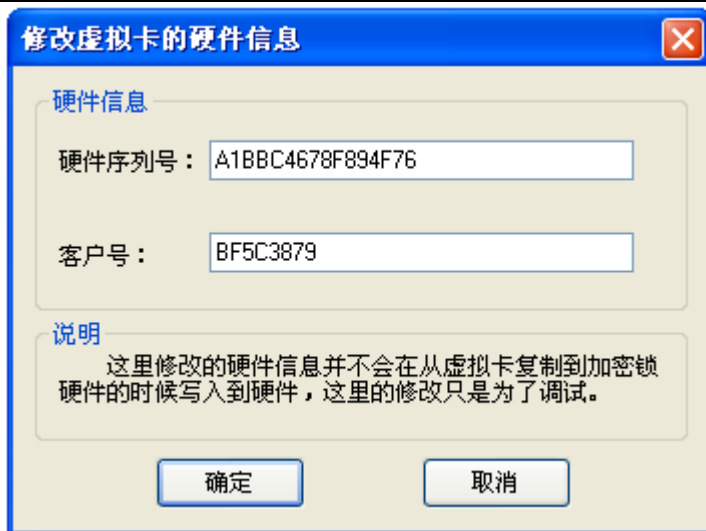 修改虚拟卡的硬件信息
硬件信息
硬件序列号：A1BBC4678F894F76
客户号：BF5C3879
说明
这里修改的硬件信息并不会在从虚拟卡复制到加密锁
硬件的时候写入到硬件，这里的修改只是为了调试。
确定 取消